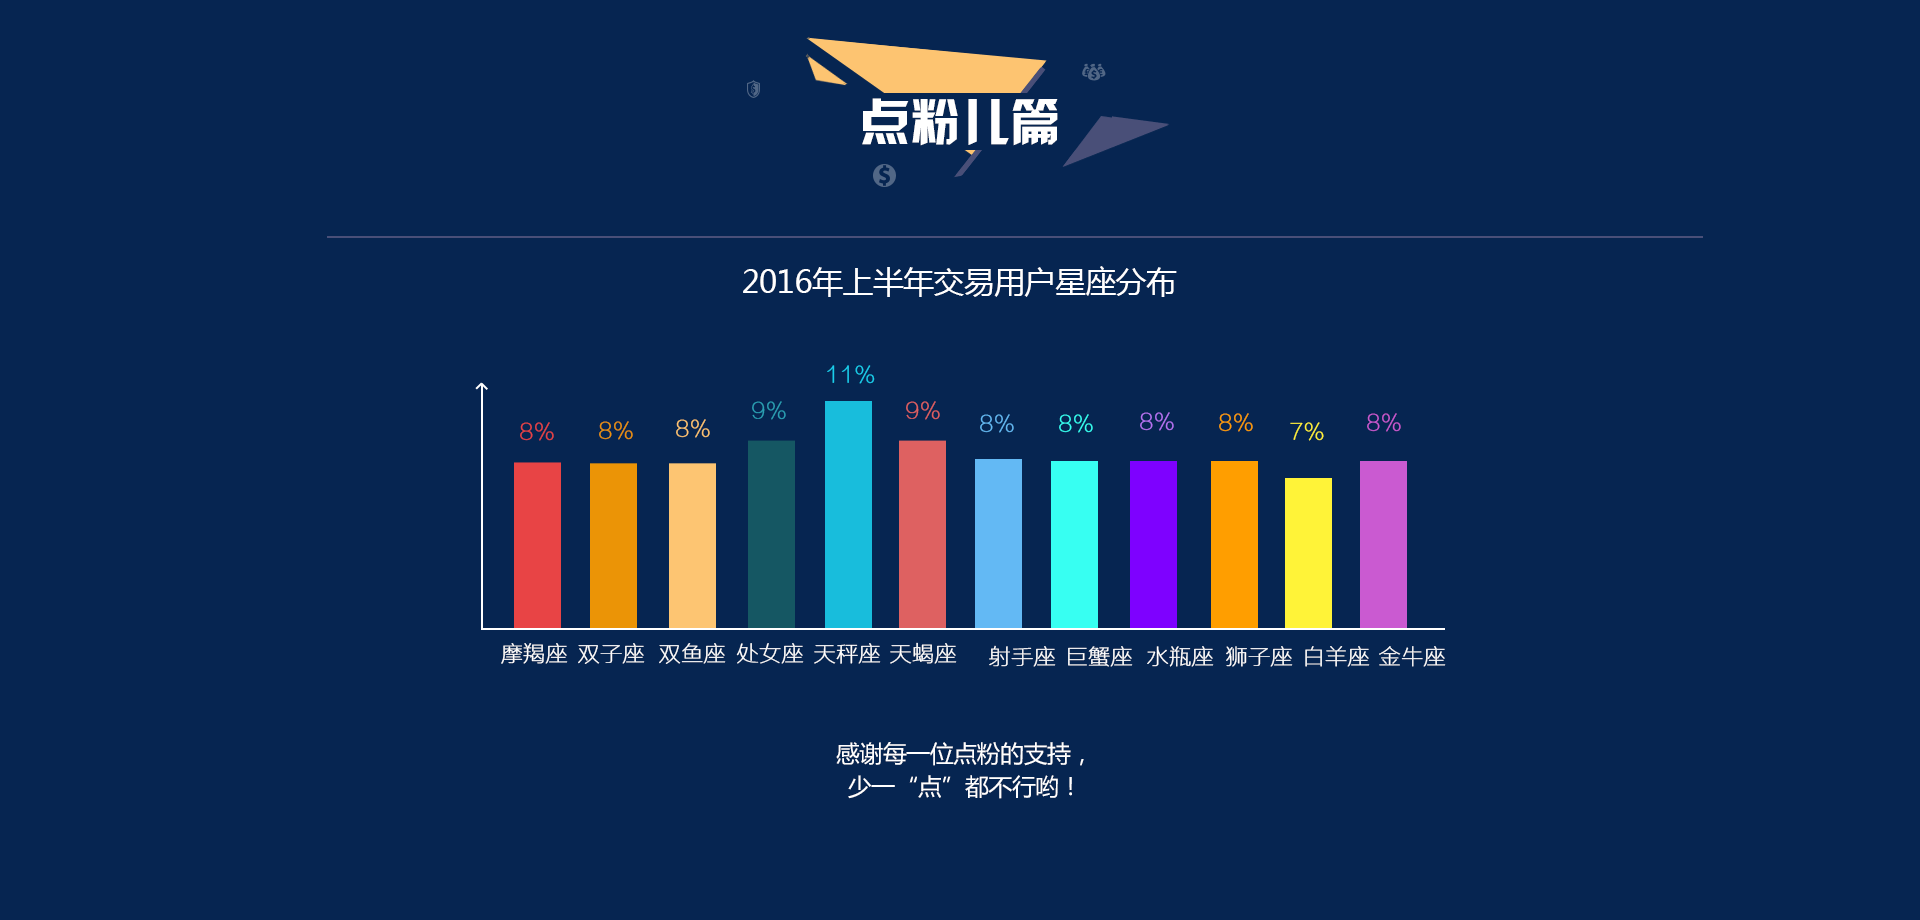 点粉儿篇
2016年上半年交易用户星座分布
8% 8% 8% 9% 11% 9% 8% 8% 8% 8% 7% 8%
摩羯座 双子座 双鱼座 处女座 天秤座 天蝎座 射手座 巨蟹座 水瓶座 狮子座 白羊座 金牛座
感谢每一位点粉的支持，
少一“点”都不行哟！